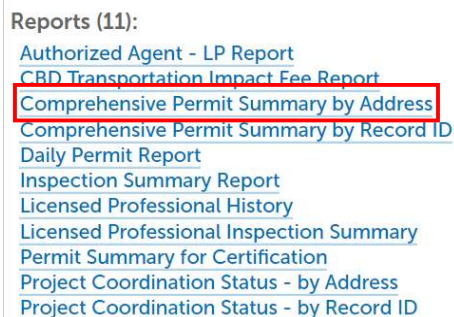 Reports (11):
Authorized Agent - LP Report
CBD Transportation Impact Fee Report
Comprehensive Permit Summary by Address
Comprehensive Permit Summary by Record ID
Daily Permit Report
Inspection Summary Report
Licensed Professional History
Licensed Professional Inspection Summary
Permit Summary for Certification
Project Coordination Status - by Address
Project Coordination Status - by Record ID